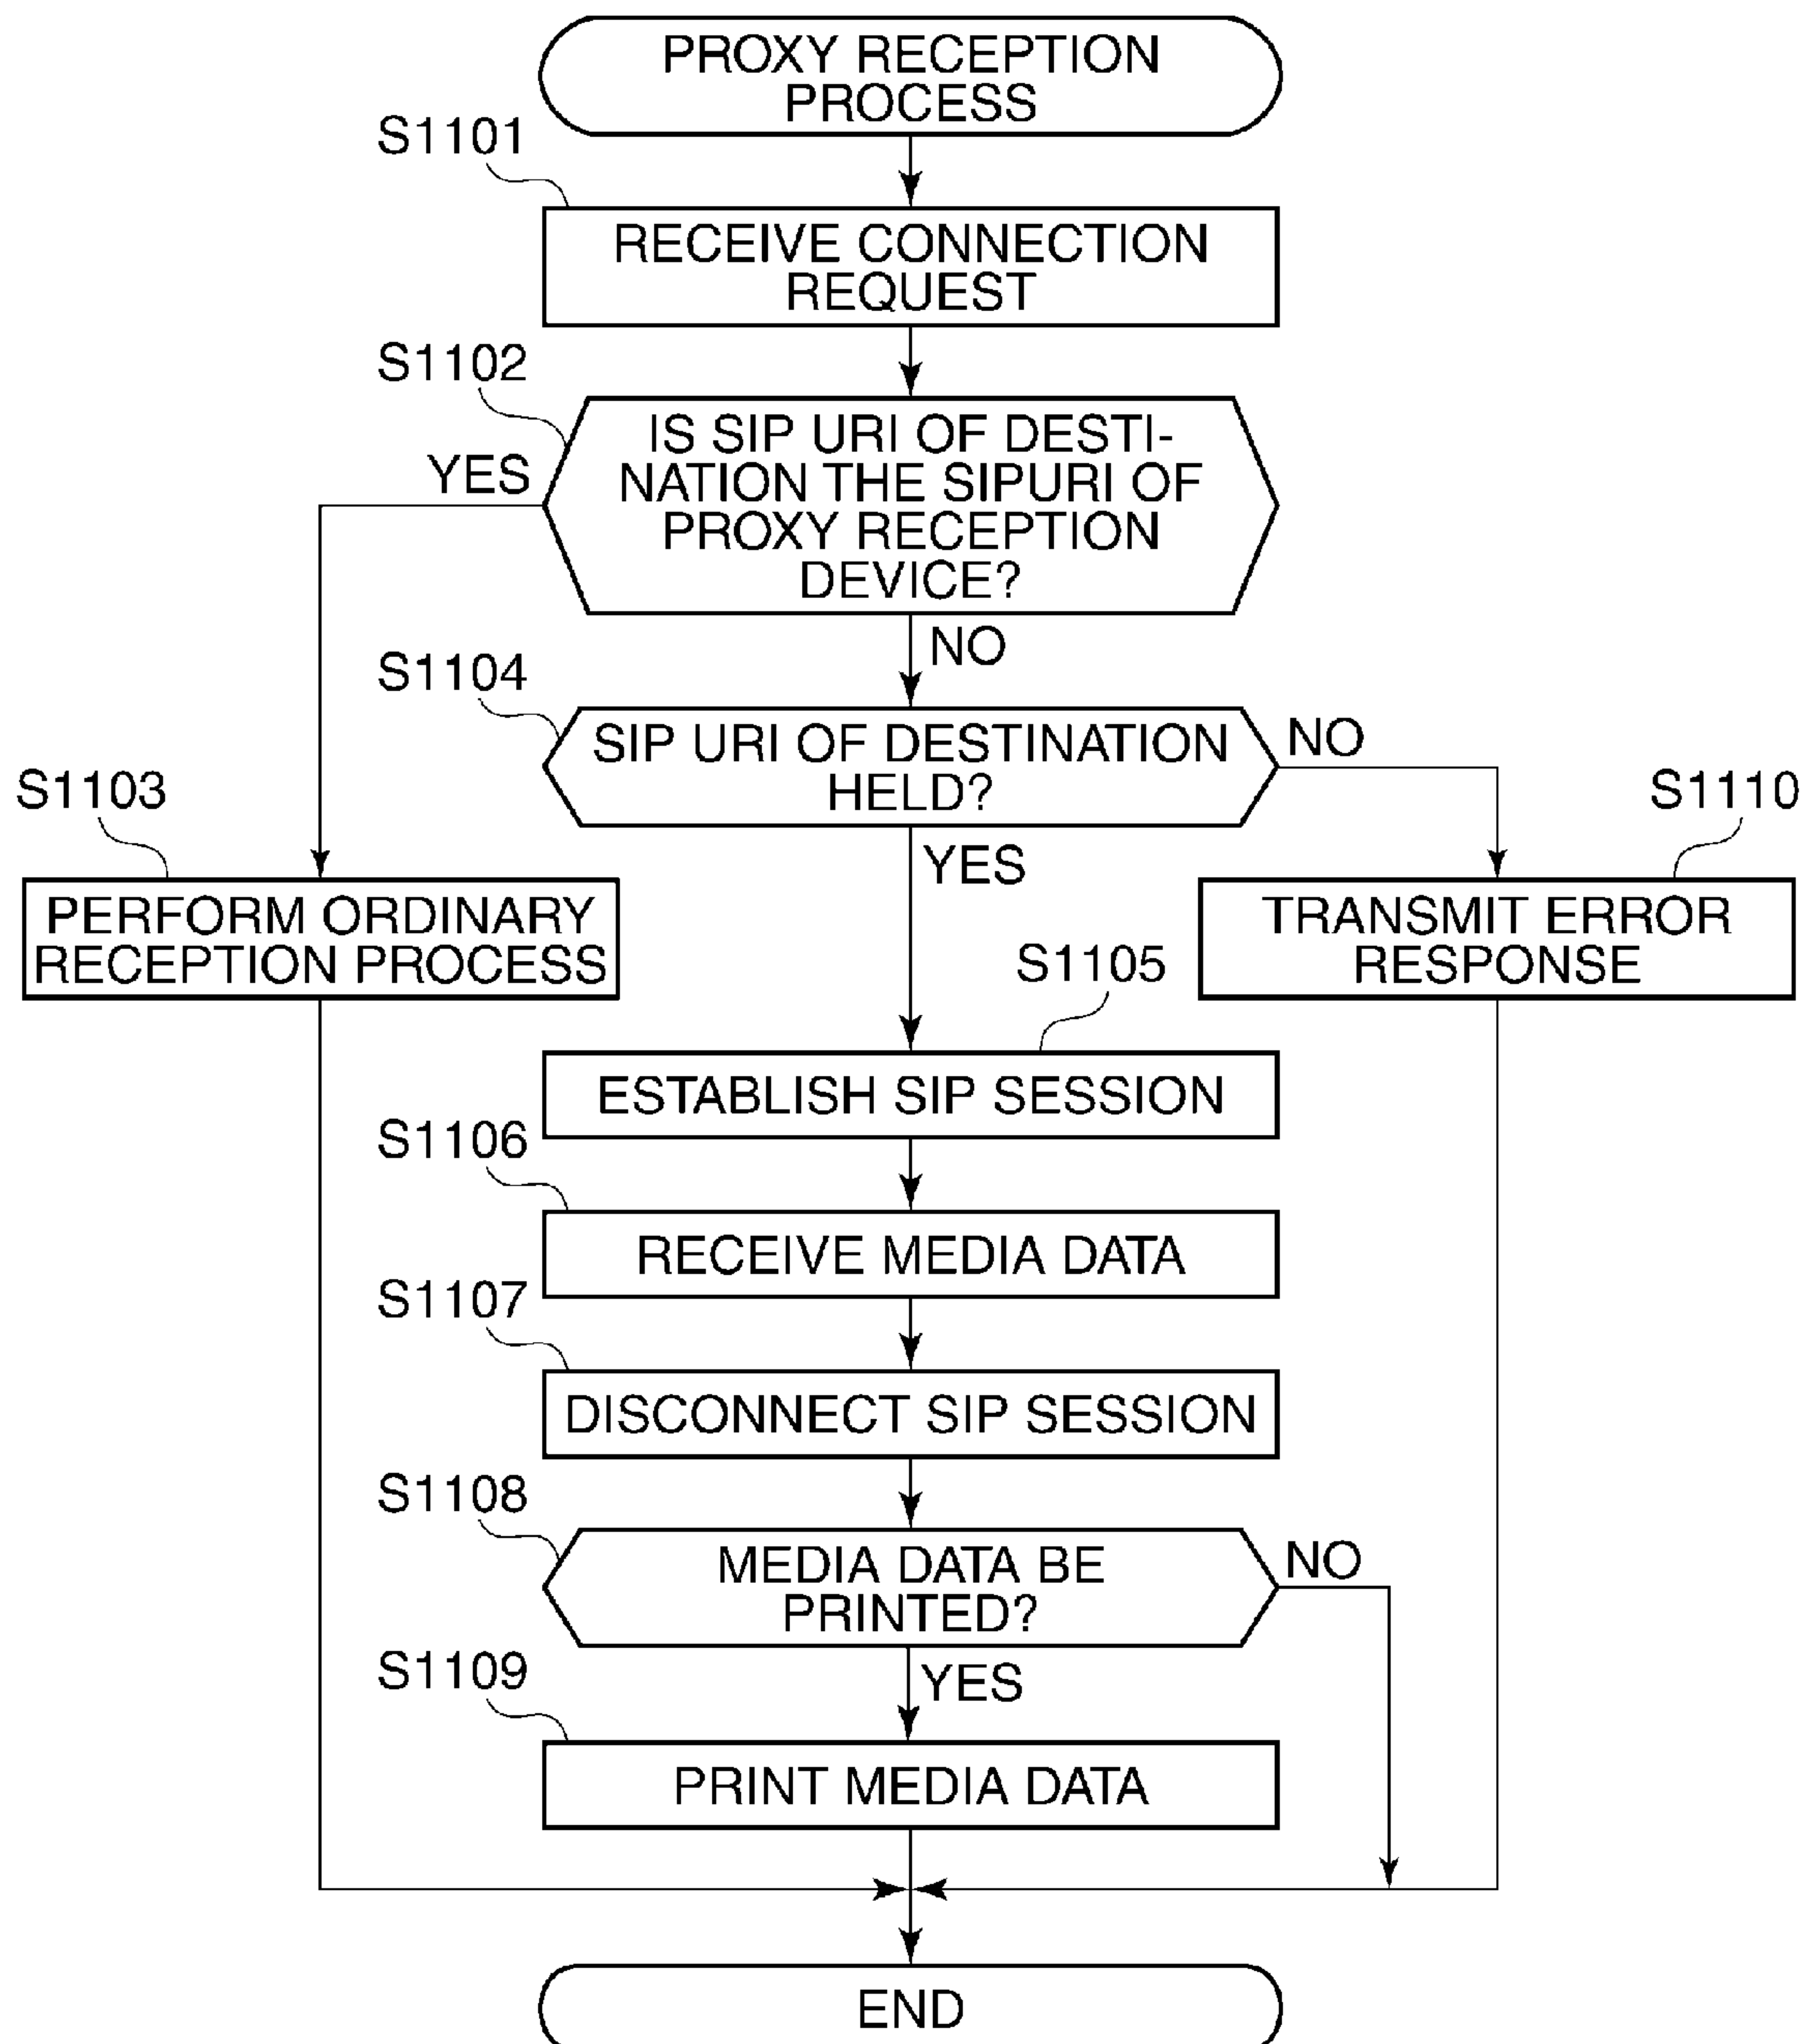 PROXY RECEPTION
PROCESS
S1101
RECEIVE CONNECTION
REQUEST
S1102
IS SIP URI OF DESTI-
NATION THE SIPURI OF
PROXY RECEPTION
DEVICE?
YES
NO
S1104
SIP URI OF DESTINATION
HELD?
NO
YES
S1103
PERFORM ORDINARY
RECEPTION PROCESS
S1110
TRANSMIT ERROR
RESPONSE
S1105
ESTABLISH SIP SESSION
S1106
RECEIVE MEDIA DATA
S1107
DISCONNECT SIP SESSION
S1108
MEDIA DATA BE
PRINTED?
NO
YES
S1109
PRINT MEDIA DATA
END